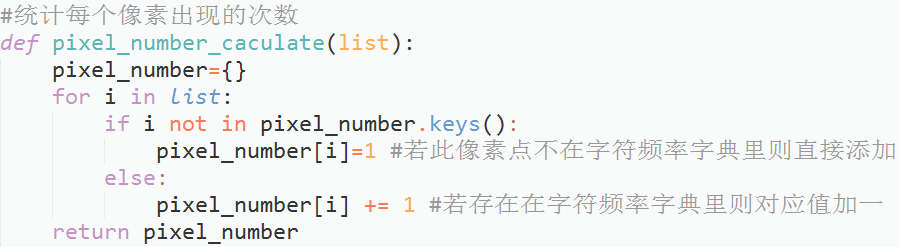 #统计每个像素出现的次数
def pixel_number_caculate(list):
    pixel_number={}
    for i in list:
        if i not in pixel_number.keys():
            pixel_number[i]=1 #若此像素点不在字符频率字典里则直接添加
        else:
            pixel_number[i] += 1 #若存在在字符频率字典里则对应值加一
    return pixel_number